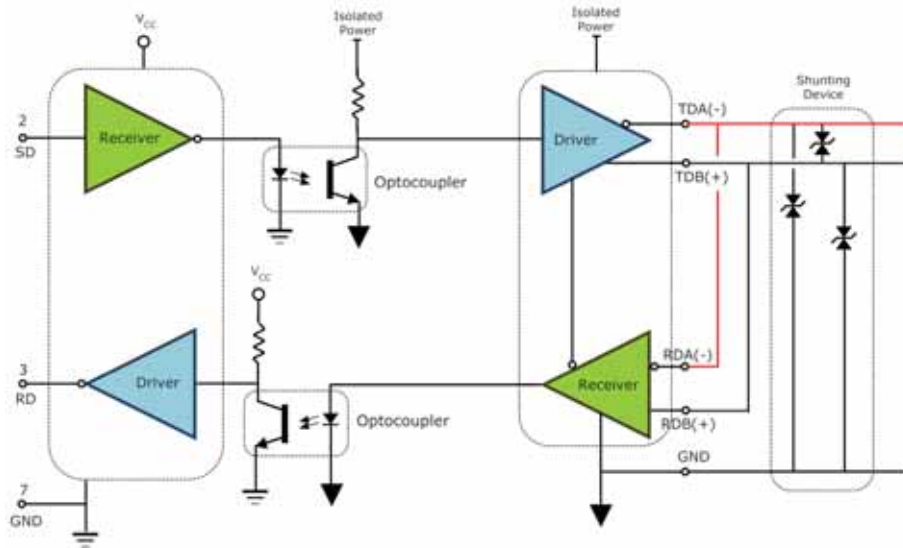 Isolated
Power
Isolated
Power
VCC
Shunting
Device
2
SD
Receiver
Driver
TDA(-)
TDB(+)
Optocoupler
VCC
3
RD
Driver
Receiver
RDA(-)
RDB(+)
Optocoupler
GND
7
GND